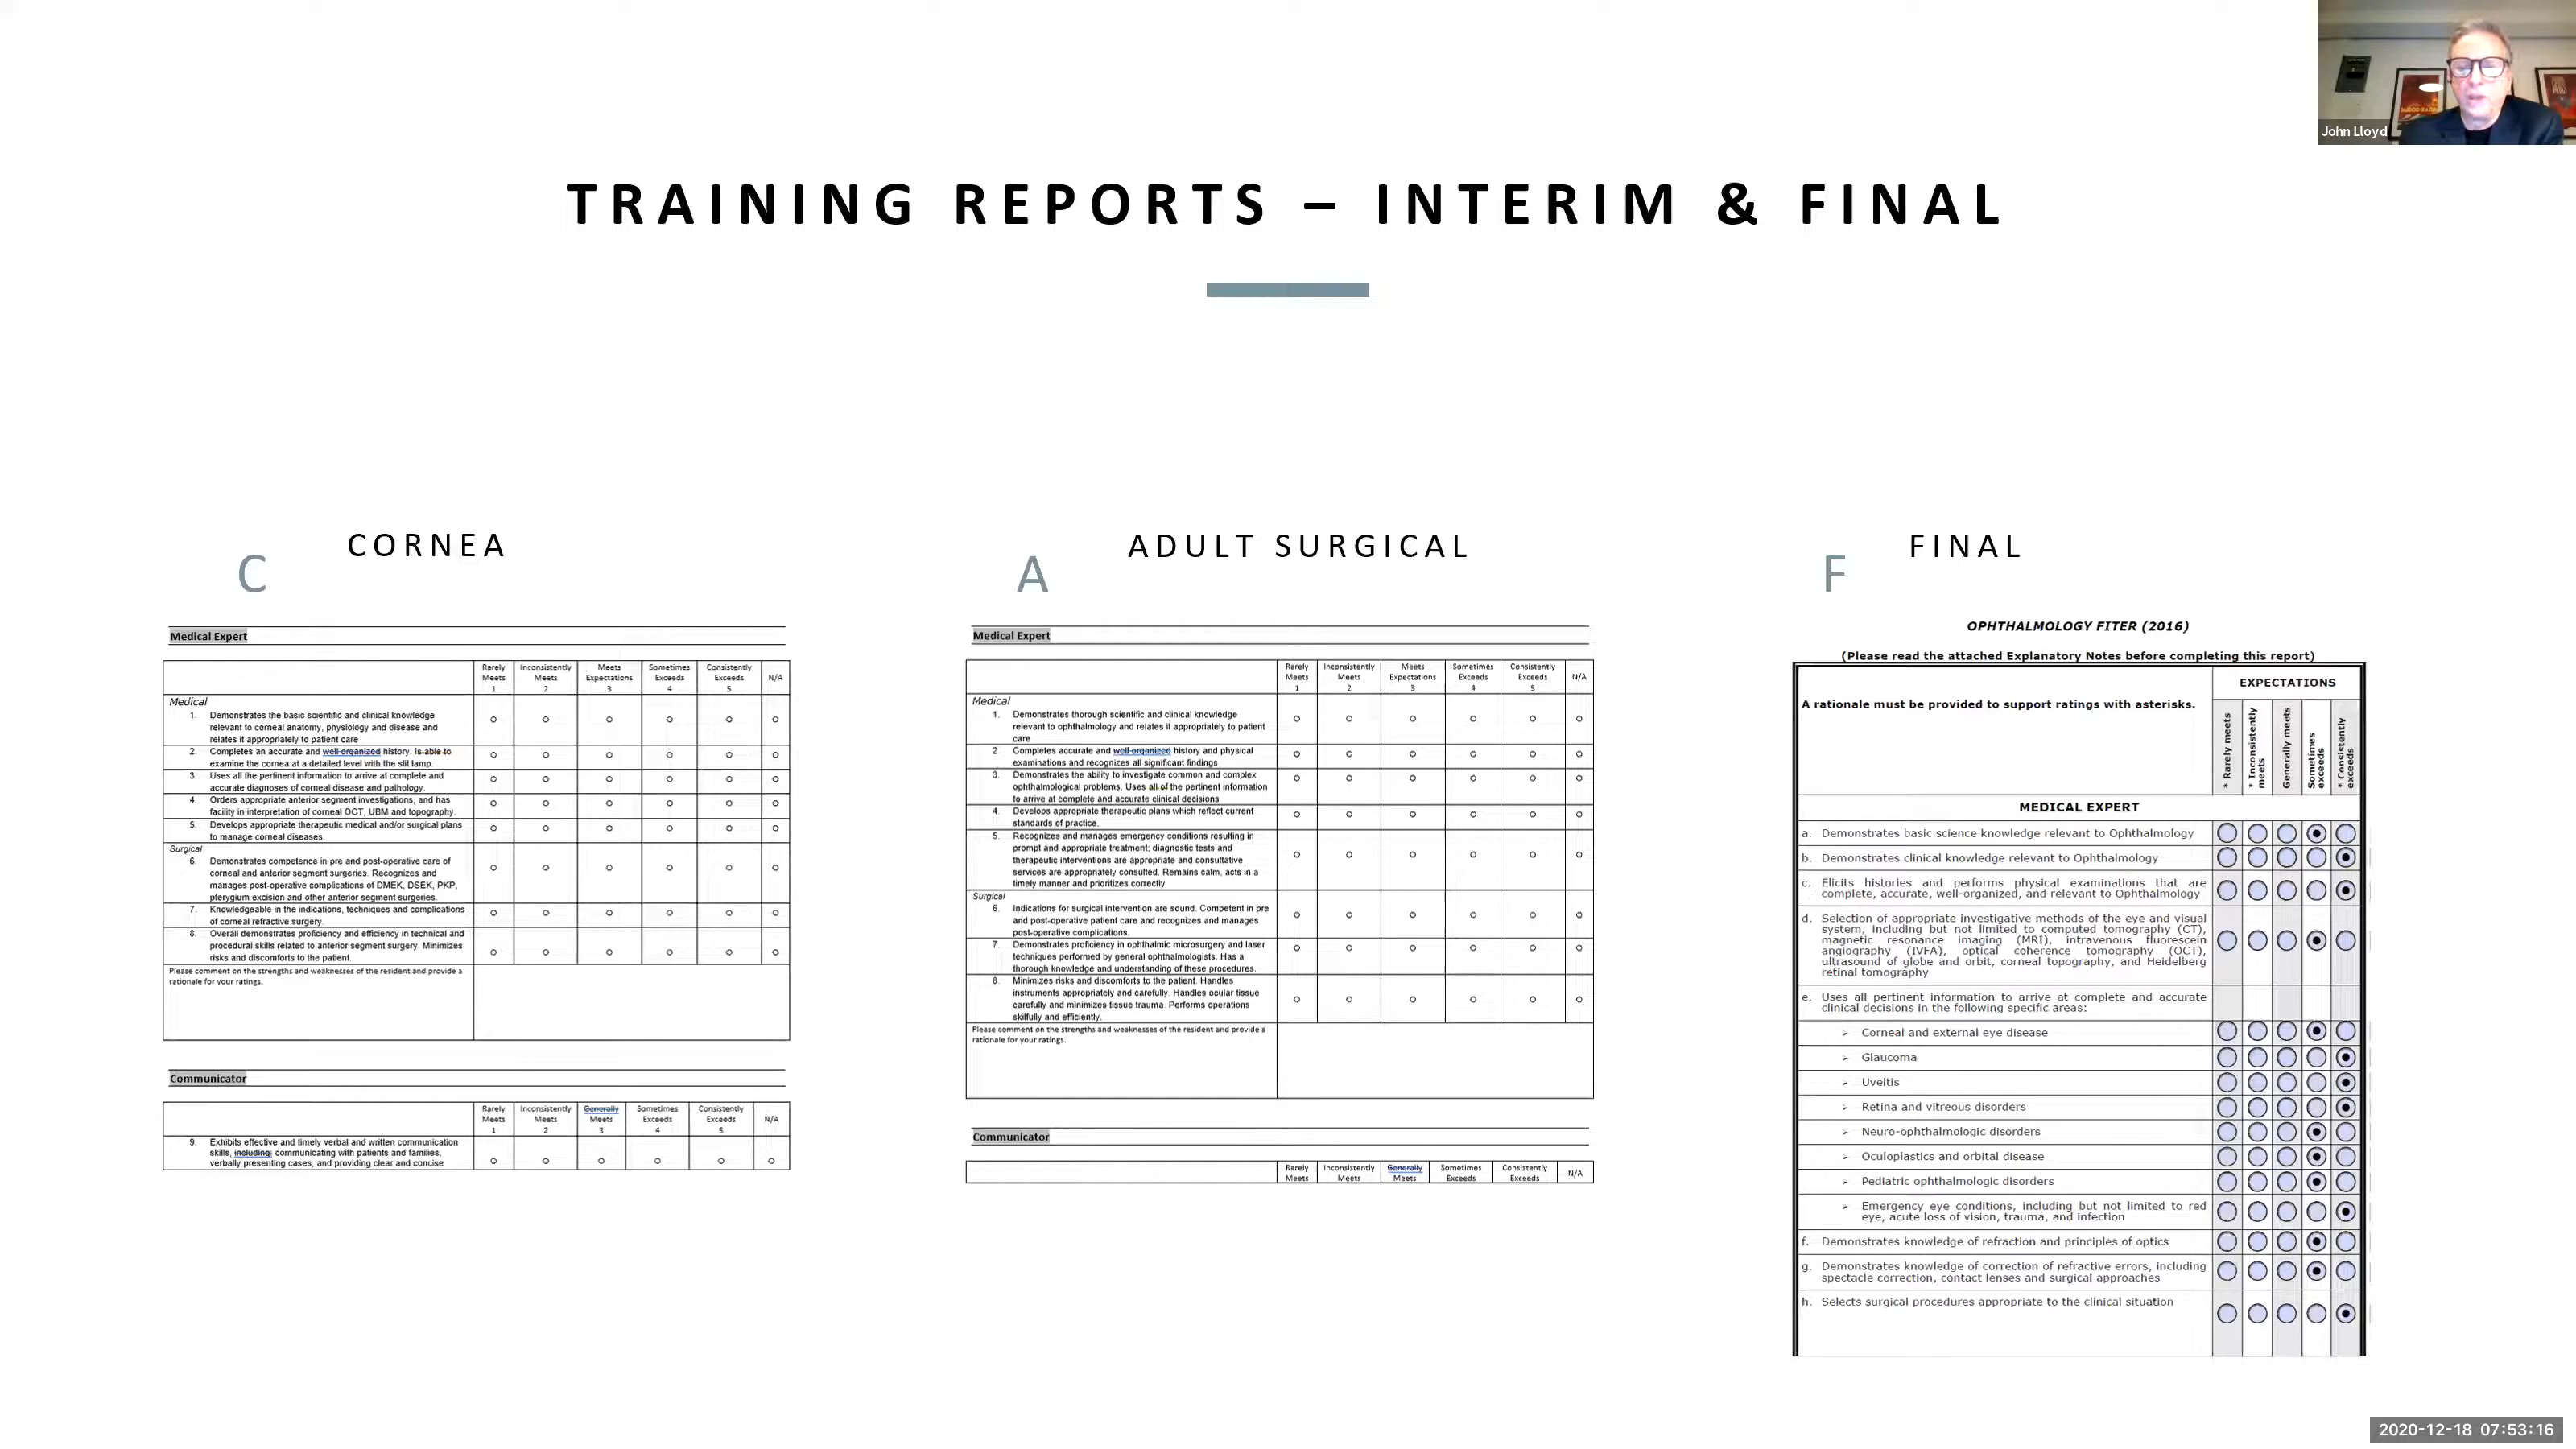 John Lloyd
TRAINING REPORTS – INTERIM & FINAL
C
CORNEA
Medical Expert
Rarely Meets 1
Inconsistently Meets 2
Meets Expectations 3
Sometimes Exceeds 4
Consistently Exceeds 5
N/A
Medical
1. Demonstrates the basic scientific and clinical knowledge
relevant to corneal anatomy, physiology and disease and
relates it appropriately to patient care
2. Completes an accurate and well-organized history. Is able to
examine the cornea at a detailed level with the slit lamp.
3. Uses all the pertinent information to arrive at complete and
accurate diagnoses of corneal disease and pathology.
4. Orders appropriate anterior segment investigations, and has
facility in interpretation of corneal OCT, UBM and topography.
5. Develops appropriate therapeutic medical and/or surgical plans
to manage corneal diseases.
Surgical
6. Demonstrates competence in pre and post-operative care of
corneal and anterior segment surgeries. Recognizes and
manages post-operative complications of DMEK, DSEK, PKP,
pterygium excision and other anterior segment surgeries.
7. Knowledgeable in the indications, techniques and complications
of corneal refractive surgery.
8. Overall demonstrates proficiency and efficiency in technical and
procedural skills related to anterior segment surgery. Minimizes
risks and discomforts to the patient.
Please comment on the strengths and weaknesses of the resident and provide a
rationale for your ratings.
Communicator
Rarely Meets 1
Inconsistently Meets 2
Generally Meets 3
Sometimes Exceeds 4
Consistently Exceeds 5
N/A
9. Exhibits effective and timely verbal and written communication
skills, including: communicating with patients and families,
verbally presenting cases, and providing clear and concise
A
ADULT SURGICAL
Medical Expert
Rarely Meets 1
Inconsistently Meets 2
Meets Expectations 3
Sometimes Exceeds 4
Consistently Exceeds 5
N/A
Medical
1. Demonstrates thorough scientific and clinical knowledge
relevant to ophthalmology and relates it appropriately to patient
care
2. Completes accurate and well-organized history and physical
examinations and recognizes all significant findings
3. Demonstrates the ability to investigate common and complex
ophthalmological problems. Uses all of the pertinent information
to arrive at complete and accurate clinical decisions
4. Develops appropriate therapeutic plans which reflect current
standards of practice.
5. Recognizes and manages emergency conditions resulting in
prompt and appropriate treatment; diagnostic tests and
therapeutic interventions are appropriate and consultative
services are appropriately consulted. Remains calm, acts in a
timely manner and prioritizes correctly
Surgical
6. Indications for surgical intervention are sound. Competent in pre
and post-operative patient care and recognizes and manages
post-operative complications.
7. Demonstrates proficiency in ophthalmic microsurgery and laser
techniques performed by general ophthalmologists. Has a
thorough knowledge and understanding of these procedures.
8. Minimizes risks and discomforts to the patient. Handles
instruments appropriately and carefully. Handles ocular tissue
carefully and minimizes tissue trauma. Performs operations
skilfully and efficiently.
Please comment on the strengths and weaknesses of the resident and provide a
rationale for your ratings.
Communicator
Rarely Meets
Inconsistently Meets
Generally Meets
Sometimes Exceeds
Consistently Exceeds
N/A
F
FINAL
OPHTHALMOLOGY FITER (2016)
(Please read the attached Explanatory Notes before completing this report)
A rationale must be provided to support ratings with asterisks.
EXPECTATIONS
* Rarely meets
* Inconsistently meets
Generally meets
Sometimes exceeds
* Consistently exceeds
MEDICAL EXPERT
a. Demonstrates basic science knowledge relevant to Ophthalmology
b. Demonstrates clinical knowledge relevant to Ophthalmology
c. Elicits histories and performs physical examinations that are
complete, accurate, well-organized, and relevant to Ophthalmology
d. Selection of appropriate investigative methods of the eye and visual
system, including but not limited to computed tomography (CT),
magnetic resonance imaging (MRI), intravenous fluorescein
angiography (IVFA), optical coherence tomography (OCT),
ultrasound of globe and orbit, corneal topography, and Heidelberg
retinal tomography
e. Uses all pertinent information to arrive at complete and accurate
clinical decisions in the following specific areas:
➢ Corneal and external eye disease
➢ Glaucoma
➢ Uveitis
➢ Retina and vitreous disorders
➢ Neuro-ophthalmologic disorders
➢ Oculoplastics and orbital disease
➢ Pediatric ophthalmologic disorders
➢ Emergency eye conditions, including but not limited to red
eye, acute loss of vision, trauma, and infection
f. Demonstrates knowledge of refraction and principles of optics
g. Demonstrates knowledge of correction of refractive errors, including
spectacle correction, contact lenses and surgical approaches
h. Selects surgical procedures appropriate to the clinical situation
2020-12-18 07:53:16